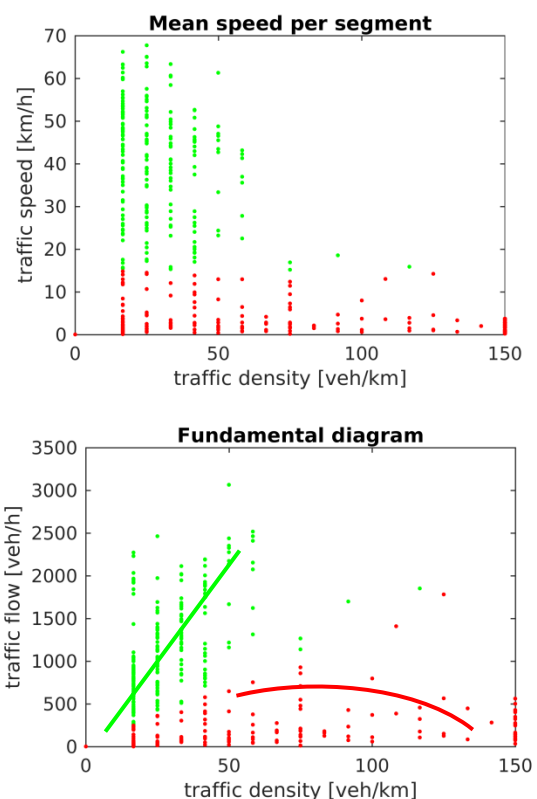 Mean speed per segment
70
60
50
40
30
20
10
0
traffic speed [km/h]
0 50 100 150
traffic density [veh/km]
Fundamental diagram
3500
3000
2500
2000
1500
1000
500
0
traffic flow [veh/h]
0 50 100 150
traffic density [veh/km]